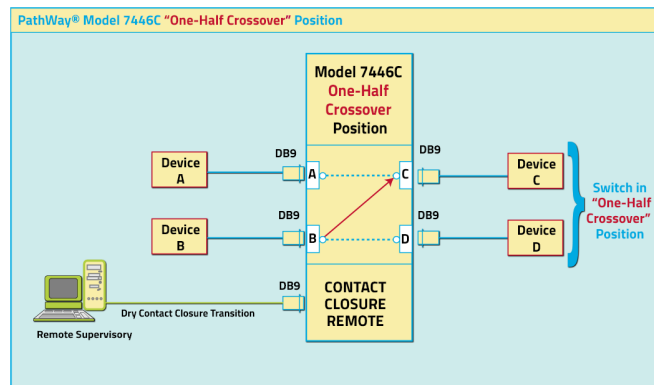 PathWay® Model 7446C “One-Half Crossover” Position
Model 7446C
One-Half
Crossover
Position
DB9
DB9
Device
A
A
C
Device
C
DB9
DB9
Device
B
B
D
Device
D
Switch in
“One-Half
Crossover”
Position
DB9
CONTACT
CLOSURE
REMOTE
Dry Contact Closure Transition
Remote Supervisory